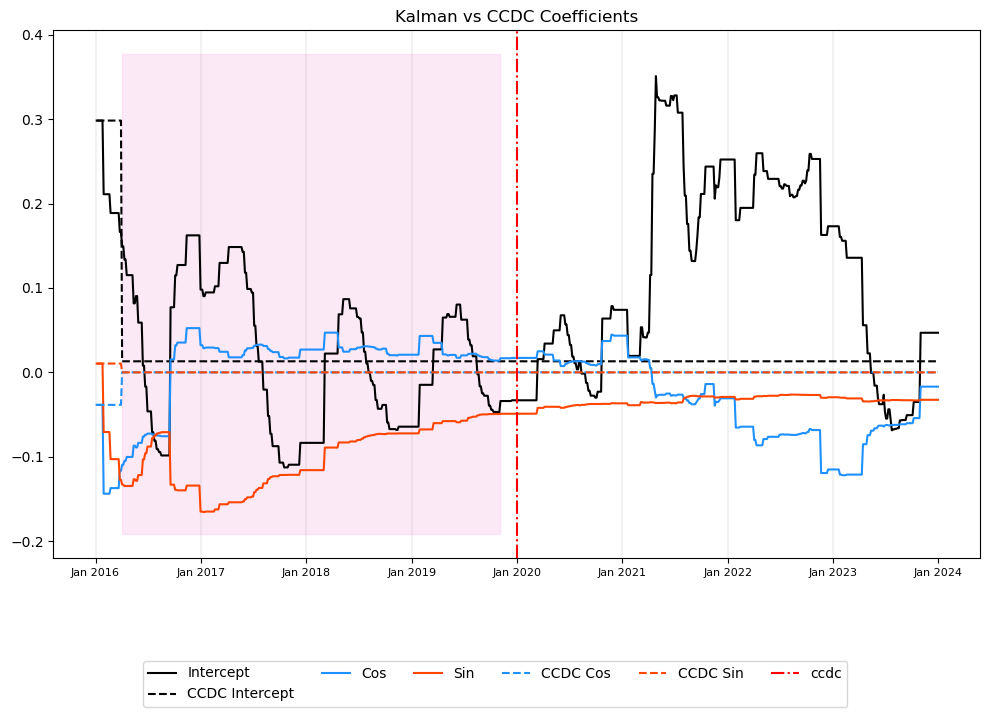 Kalman vs CCDC Coefficients
0.4
0.3
0.2
0.1
0.0
−0.1
−0.2
Jan 2016 Jan 2017 Jan 2018 Jan 2019 Jan 2020 Jan 2021 Jan 2022 Jan 2023 Jan 2024
Intercept Cos Sin CCDC Cos CCDC Sin ccdc
CCDC Intercept